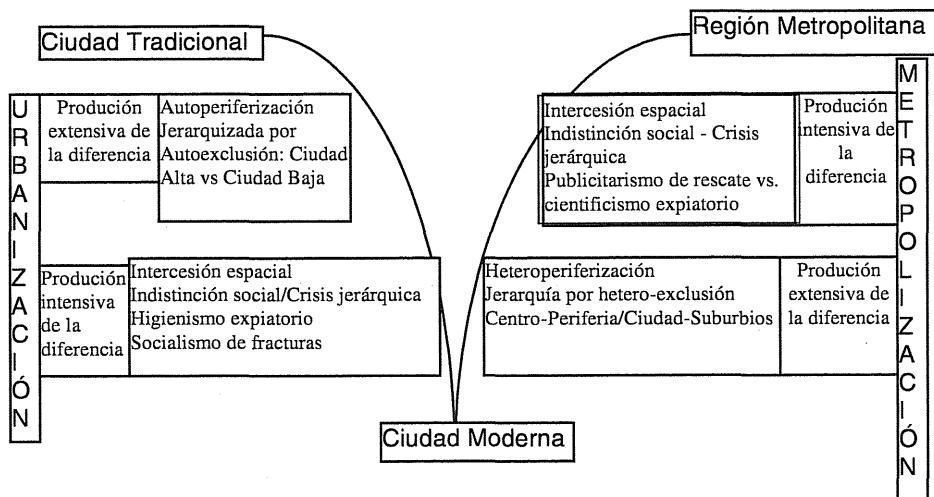 Ciudad Tradicional
Región Metropolitana
URBANIZACIÓN
Produción
extensiva de
la diferencia
Autoperiferización
Jerarquizada por
Autoexclusión: Ciudad
Alta vs Ciudad Baja
Produción
intensiva
de la
diferencia
Intercesión espacial
Indistinción social/Crisis jerárquica
Higienismo expiatorio
Socialismo de fracturas
Intercesión espacial
Indistinción social - Crisis
jerárquica
Publicitarismo de rescate vs.
cientificismo expiatorio
Produción
intensiva de
la
diferencia
Heteroperiferización
Jerarquía por hetero-exclusión
Centro-Periferia/Ciudad-Suburbios
Produción
extensiva de
la diferencia
METROPOLIZACIÓN
Ciudad Moderna